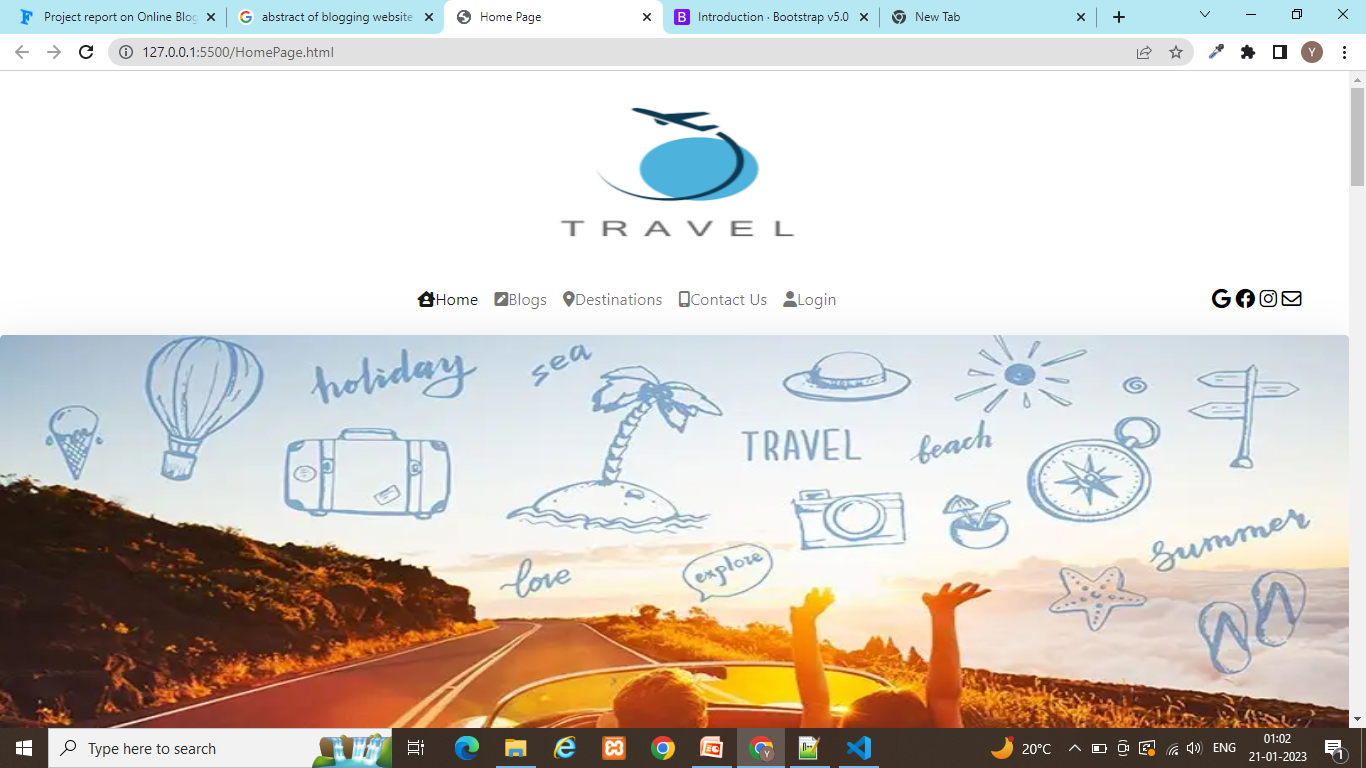 Project report on Online Blog
abstract of blogging website
Home Page
Introduction · Bootstrap v5.0
New Tab
127.0.0.1:5500/HomePage.html
Y
TRAVEL
Home Blogs Destinations Contact Us Login
holiday
sea
TRAVEL
beach
summer
love
explore
Type here to search
20°C
ENG
01:02
21-01-2023
1